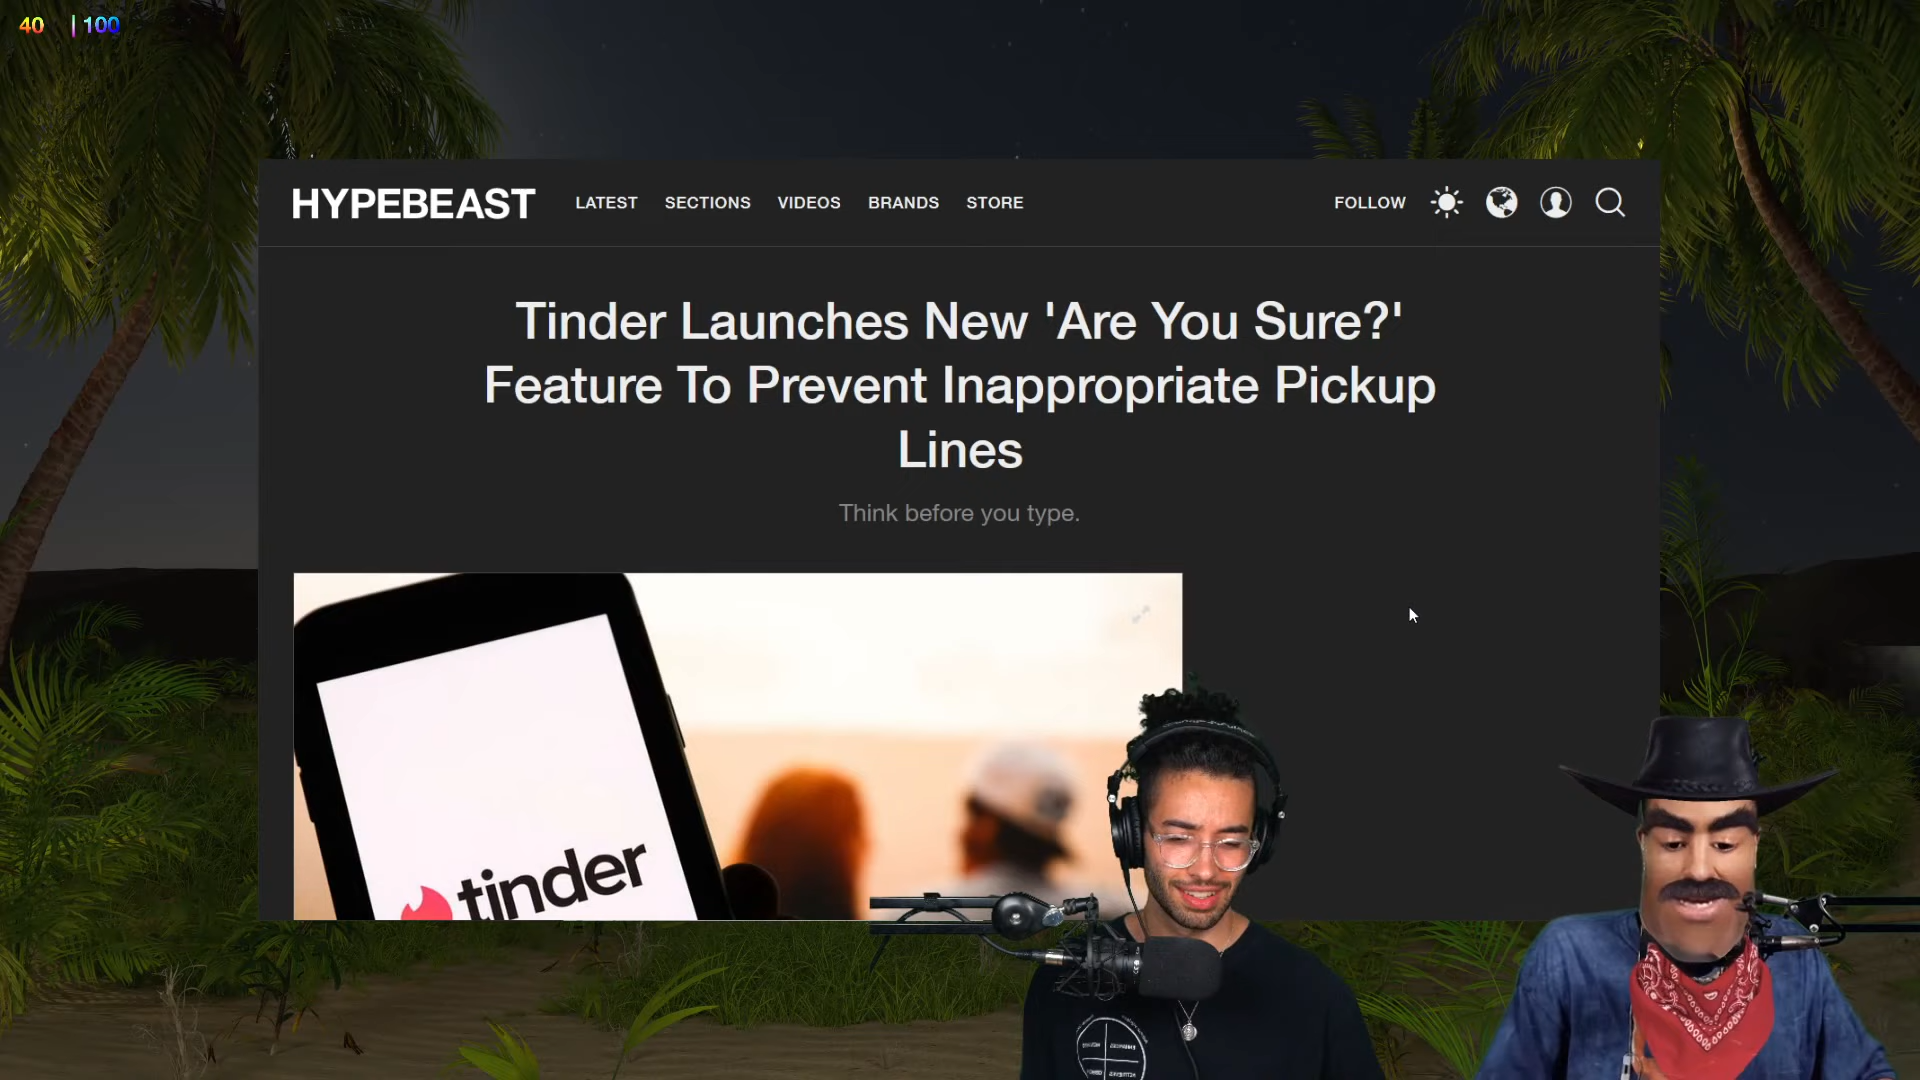 40 | 100
HYPEBEAST LATEST SECTIONS VIDEOS BRANDS STORE FOLLOW
Tinder Launches New 'Are You Sure?'
Feature To Prevent Inappropriate Pickup
Lines
Think before you type.
tinder